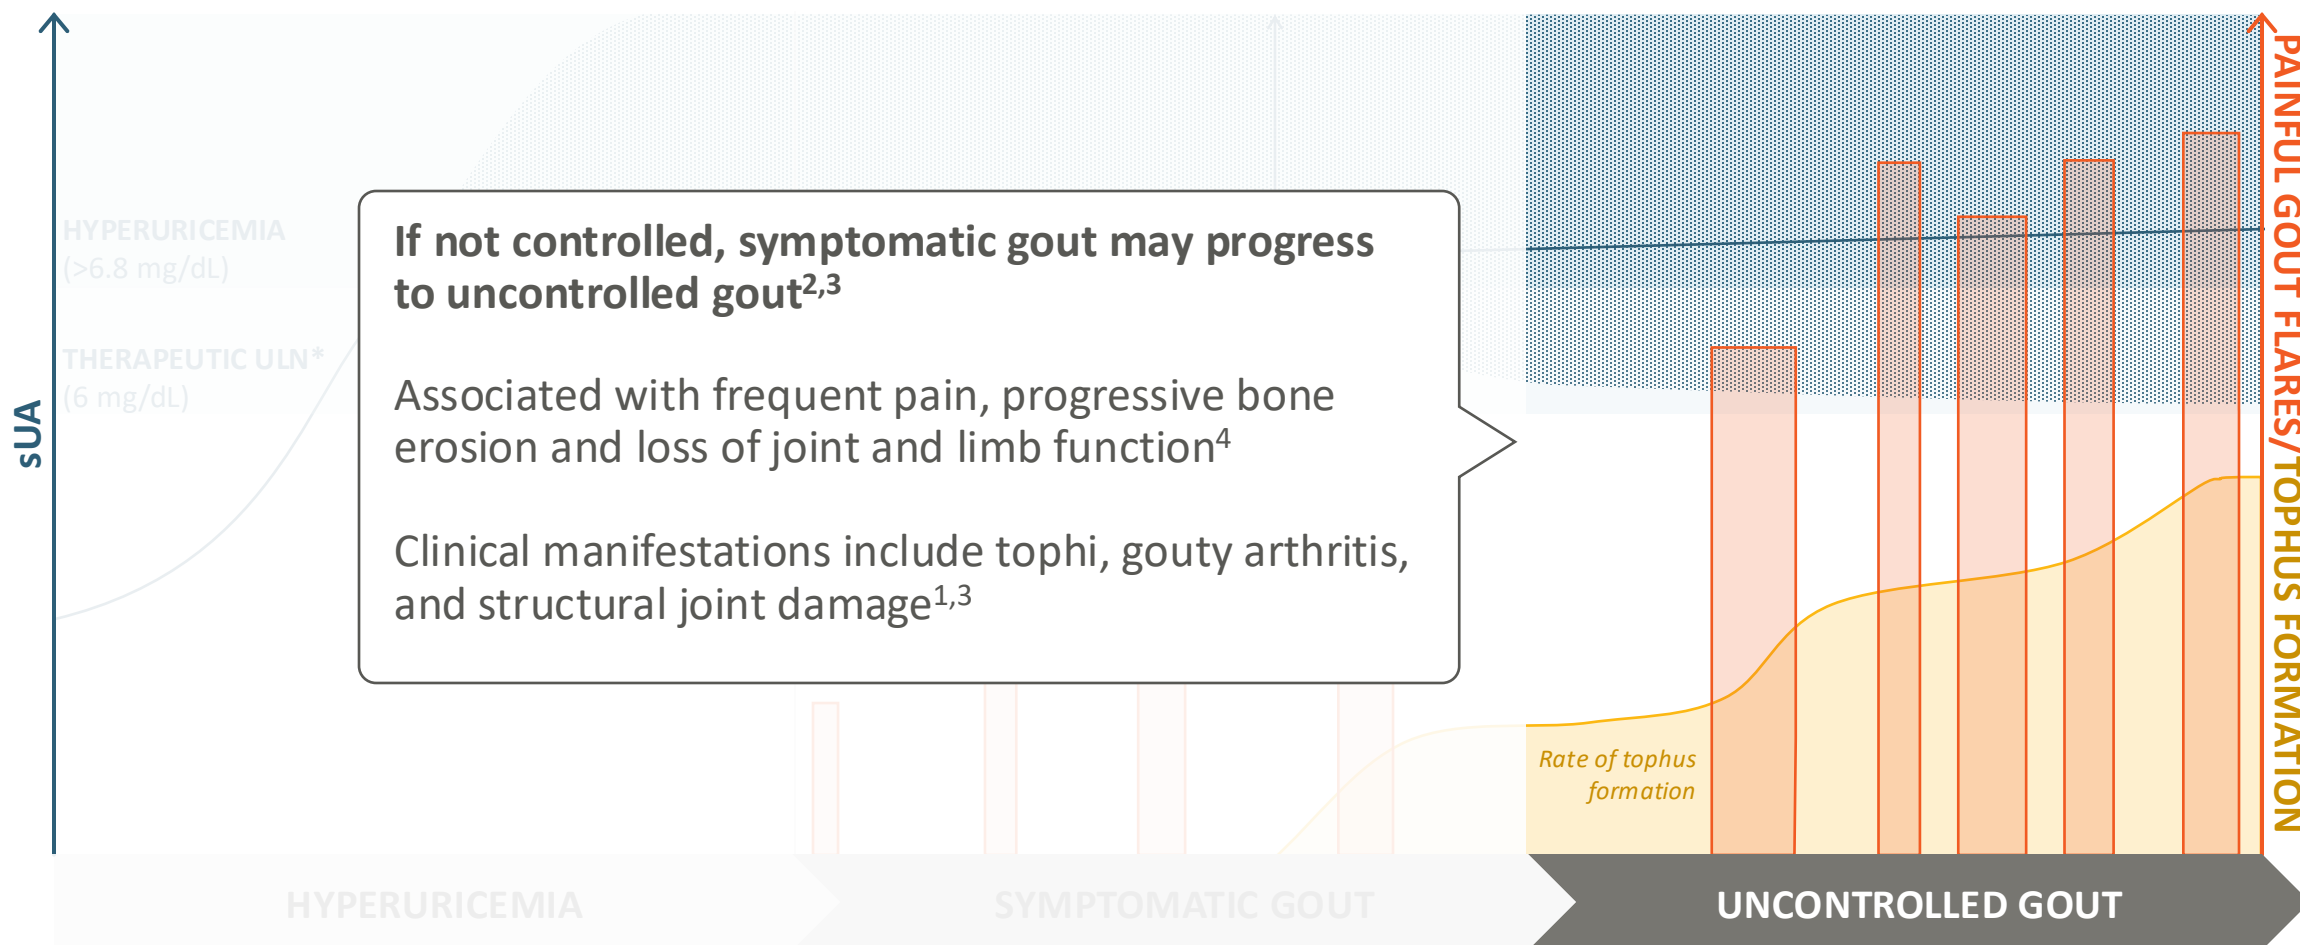 sUA
HYPERURICEMIA
(>6.8 mg/dL)
THERAPEUTIC ULN*
(6 mg/dL)
If not controlled, symptomatic gout may progress
to uncontrolled gout2,3
Associated with frequent pain, progressive bone
erosion and loss of joint and limb function4
Clinical manifestations include tophi, gouty arthritis,
and structural joint damage1,3
Rate of tophus
formation
PAINFUL GOUT FLARES/TOPHUS FORMATION
HYPERURICEMIA
SYMPTOMATIC GOUT
UNCONTROLLED GOUT